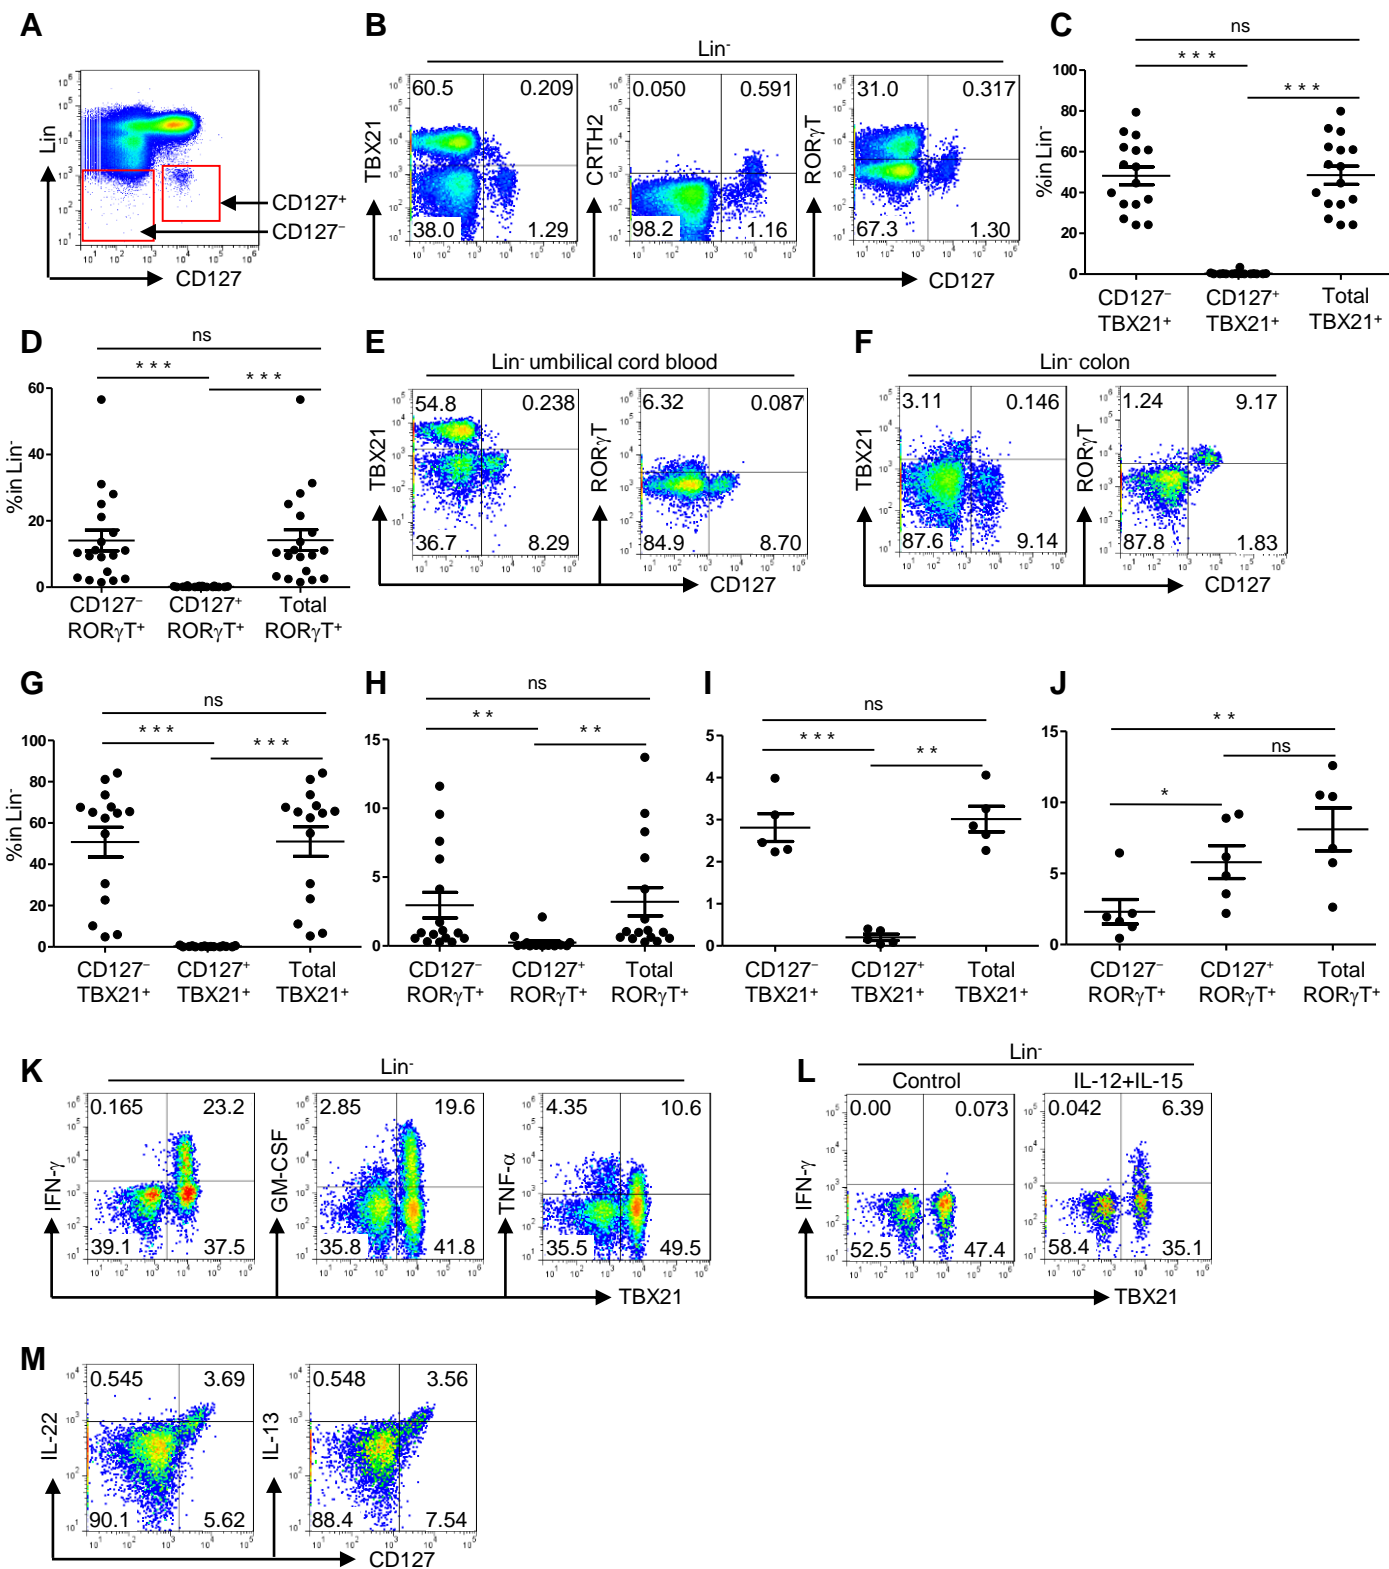 A
Lin
10⁶
10⁵
10⁴
10³
10²
10¹
10¹ 10² 10³ 10⁴ 10⁵ 10⁶
CD127⁺
CD127⁻
CD127
B
Lin⁻
TBX21
60.5 0.209
38.0 1.29
CRTH2
0.050 0.591
98.2 1.16
RORγT
31.0 0.317
67.3 1.30
CD127
C
ns
* * *
* * *
%in Lin⁻
100
80
60
40
20
0
CD127⁻ TBX21⁺
CD127⁺ TBX21⁺
Total TBX21⁺
D
ns
* * *
* * *
%in Lin⁻
60
40
20
0
CD127⁻ RORγT⁺
CD127⁺ RORγT⁺
Total RORγT⁺
E
Lin⁻ umbilical cord blood
TBX21
54.8 0.238
36.7 8.29
RORγT
6.32 0.087
84.9 8.70
CD127
F
Lin⁻ colon
TBX21
3.11 0.146
87.6 9.14
RORγT
1.24 9.17
87.8 1.83
CD127
G
ns
* * *
* * *
%in Lin⁻
100
80
60
40
20
0
CD127⁻ TBX21⁺
CD127⁺ TBX21⁺
Total TBX21⁺
H
ns
* *
* *
15
10
5
0
CD127⁻ RORγT⁺
CD127⁺ RORγT⁺
Total RORγT⁺
I
ns
* * *
* *
5
4
3
2
1
0
CD127⁻ TBX21⁺
CD127⁺ TBX21⁺
Total TBX21⁺
J
* *
ns
*
15
10
5
0
CD127⁻ RORγT⁺
CD127⁺ RORγT⁺
Total RORγT⁺
K
Lin⁻
IFN-γ
0.165 23.2
39.1 37.5
GM-CSF
2.85 19.6
35.8 41.8
TNF-α
4.35 10.6
35.5 49.5
TBX21
L
Lin⁻
Control
IL-12+IL-15
IFN-γ
0.00 0.073
52.5 47.4
0.042 6.39
58.4 35.1
TBX21
M
IL-22
0.545 3.69
90.1 5.62
IL-13
0.548 3.56
88.4 7.54
CD127